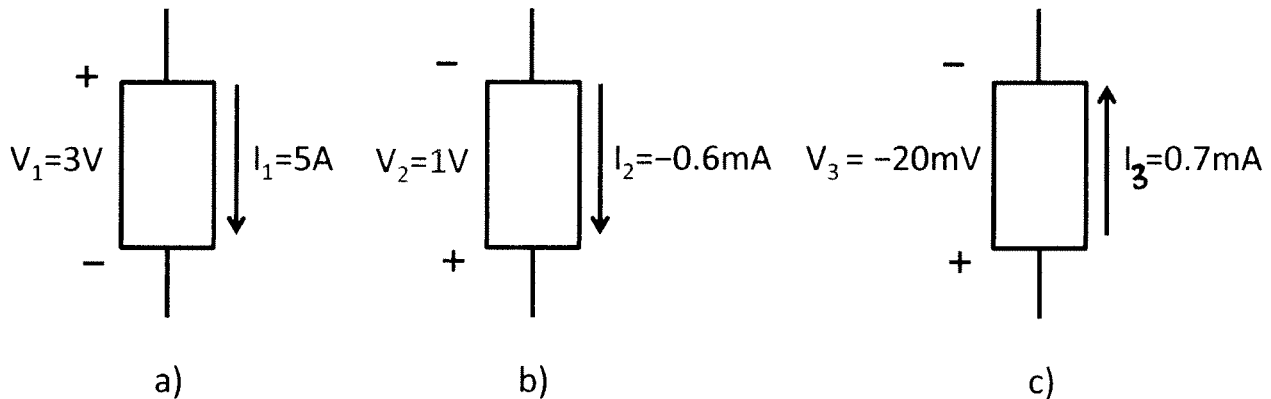 +
V₁=3V
I₁=5A
−
a)
−
V₂=1V
I₂=−0.6mA
+
b)
−
V₃ = −20mV
I₃=0.7mA
+
c)